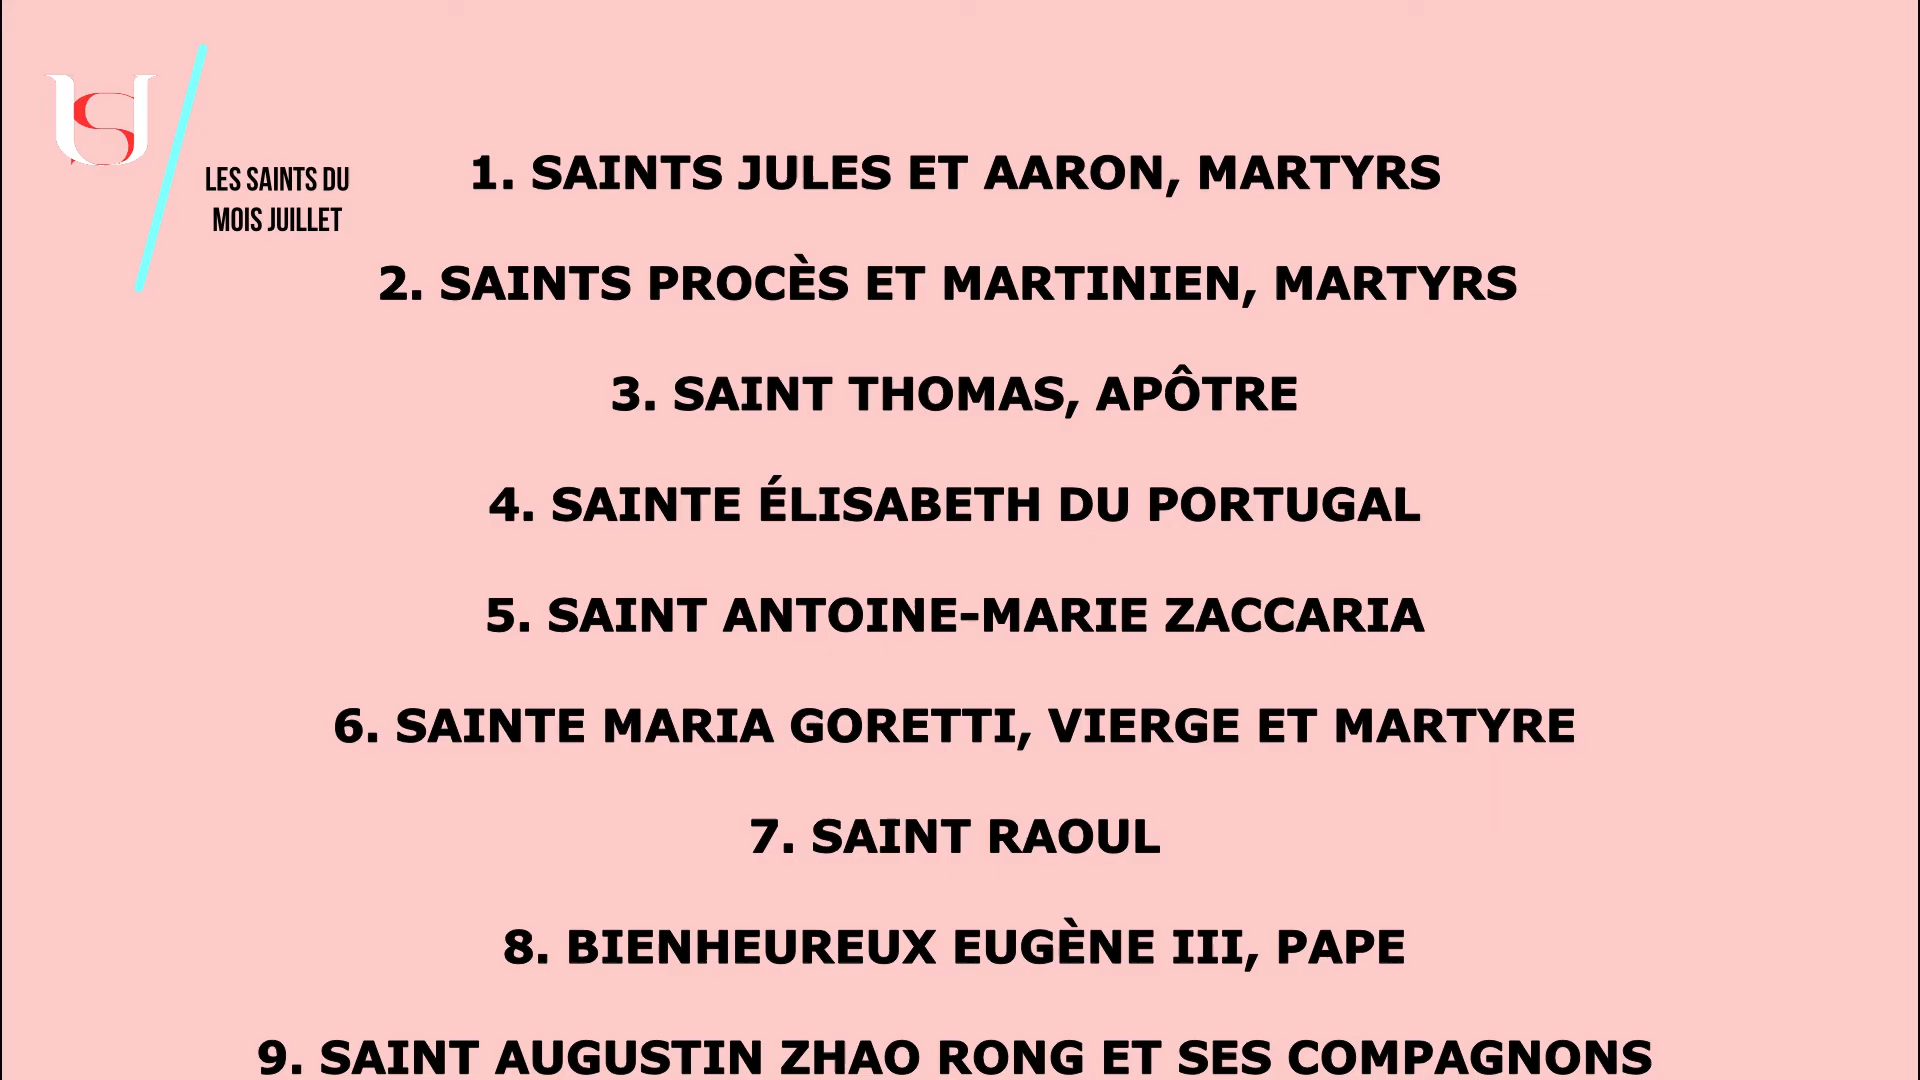 US
LES SAINTS DU
MOIS JUILLET
1. SAINTS JULES ET AARON, MARTYRS
2. SAINTS PROCÈS ET MARTINIEN, MARTYRS
3. SAINT THOMAS, APÔTRE
4. SAINTE ÉLISABETH DU PORTUGAL
5. SAINT ANTOINE-MARIE ZACCARIA
6. SAINTE MARIA GORETTI, VIERGE ET MARTYRE
7. SAINT RAOUL
8. BIENHEUREUX EUGÈNE III, PAPE
9. SAINT AUGUSTIN ZHAO RONG ET SES COMPAGNONS